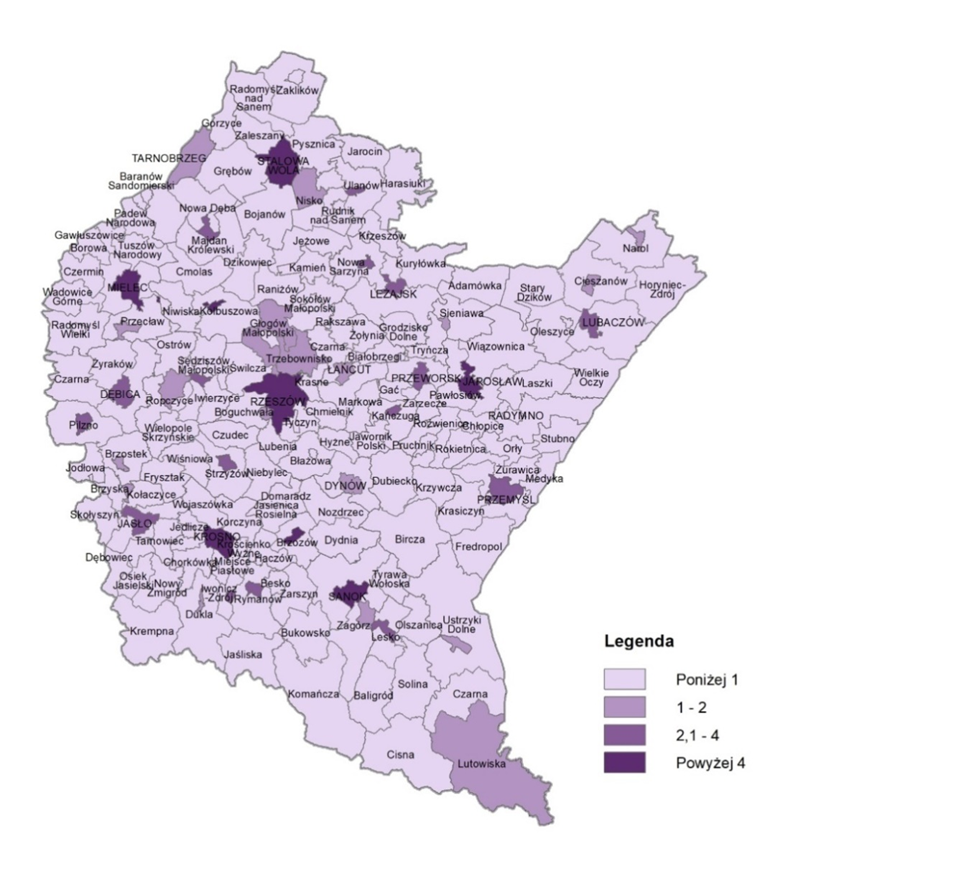 Radomyśl
nad
Sanem
Zaklików
Gorzyce
Zaleszany
Pysznica
Jarocin
TARNOBRZEG
STALOWA
WOLA
Grębów
Baranów
Sandomierski
Ulanów
Harasiuki
Nisko
Nowa Dęba
Bojanów
Rudnik
nad Sanem
Padew
Narodowa
Gawłuszowice
Borowa
Tuszów
Narodowy
Majdan
Królewski
Jeżowe
Krzeszów
Narol
Czermin
Cmolas
Dzikowiec
Kamień
Nowa
Sarzyna
Kuryłówka
MIELEC
LEŻAJSK
Adamówka
Stary
Dzików
Cieszanów
Horyniec-
Zdrój
Wadowice
Górne
Raniżów
Sokołów
Małopolski
Niwiska
Kolbuszowa
Sieniawa
Radomyśl
Wielki
Przecław
Głogów
Małopolski
Rakszawa
Żołynia
Grodzisko
Dolne
Oleszyce
LUBACZÓW
Ostrów
Czarna
Białobrzegi
Tryńcza
Wiązownica
Żyraków
Sędziszów
Małopolski
Świlcza
Trzebownisko
ŁAŃCUT
Czarna
DĘBICA
Ropczyce
Iwierzyce
Krasne
RZESZÓW
Gać
PRZEWORSK
JAROSŁAW
Laszki
Wielkie
Oczy
Pawłosiów
Markowa
Zarzecze
Boguchwała
Chmielnik
Kańczuga
RADYMNO
Pilzno
Tyczyn
Roźwienica
Chłopice
Wielopole
Skrzyńskie
Czudec
Lubenia
Hyżne
Jawornik
Polski
Pruchnik
Rokietnica
Orły
Stubno
Brzostek
Wiśniowa
Błażowa
Jodłowa
Strzyżów
Niebylec
Żurawica
Medyka
Frysztak
DYNÓW
Dubiecko
Krzywcza
PRZEMYŚL
Brzyska
Kołaczyce
Wojaszówka
Domaradz
Jasienica
Rosielna
Nozdrzec
Krasiczyn
Skołyszyn
JASŁO
Jedlicze
Korczyna
KROSNO
Tarnowiec
Krościenko
Wyżne
Brzozów
Dydnia
Bircza
Fredropol
Dębowiec
Chorkówka
Miejsce
Piastowe
Haczów
Osiek
Jasielski
Nowy
Żmigród
Iwonicz
Zdrój
Besko
Rymanów
Zarszyn
SANOK
Tyrawa
Wołoska
Dukla
Zagórz
Lesko
Olszanica
Ustrzyki
Dolne
Krempna
Bukowsko
Jaśliska
Komańcza
Baligród
Solina
Czarna
Cisna
Lutowiska
Legenda
Poniżej 1
1 - 2
2,1 - 4
Powyżej 4